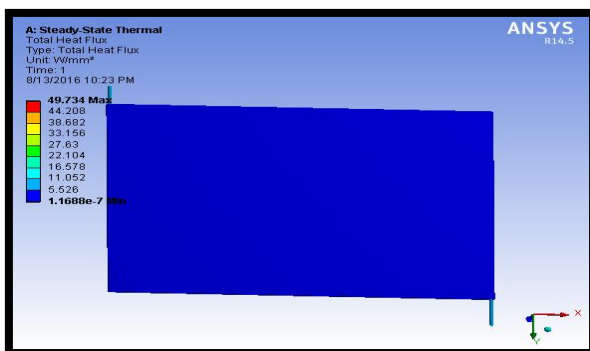 A: Steady-State Thermal
Total Heat Flux
Type: Total Heat Flux
Unit: W/mm²
Time: 1
8/13/2016 10:23 PM
49.734 Max
44.208
38.682
33.156
27.63
22.104
16.578
11.052
5.526
1.1688e-7 Min
ANSYS
R14.5
X
Y